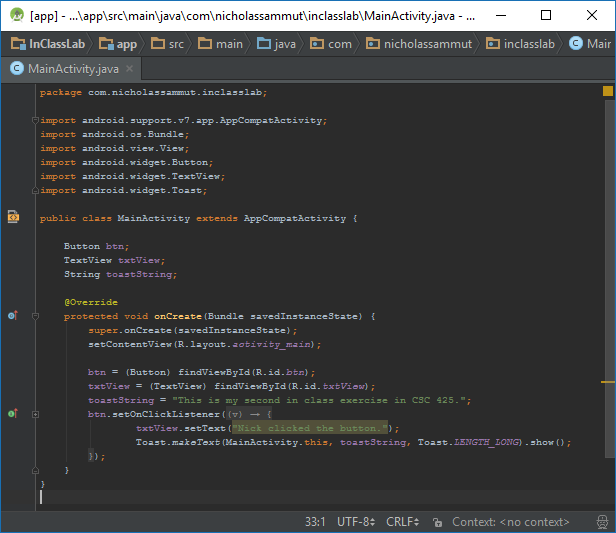 [app] - ...\app\src\main\java\com\nicholassammut\inclasslab\MainActivity.java - ...
InClassLab app src main java com nicholassammut inclasslab Main
MainActivity.java
package com.nicholassammut.inclasslab;
import android.support.v7.app.AppCompatActivity;
import android.os.Bundle;
import android.view.View;
import android.widget.Button;
import android.widget.TextView;
import android.widget.Toast;
public class MainActivity extends AppCompatActivity {
Button btn;
TextView txtView;
String toastString;
@Override
protected void onCreate(Bundle savedInstanceState) {
super.onCreate(savedInstanceState);
setContentView(R.layout.activity_main);
btn = (Button) findViewById(R.id.btn);
txtView = (TextView) findViewById(R.id.txtView);
toastString = "This is my second in class exercise in CSC 425.";
btn.setOnClickListener((v) → {
txtView.setText("Nick clicked the button.");
Toast.makeText(MainActivity.this, toastString, Toast.LENGTH_LONG).show();
});
}
}
33:1 UTF-8 CRLF Context: <no context>